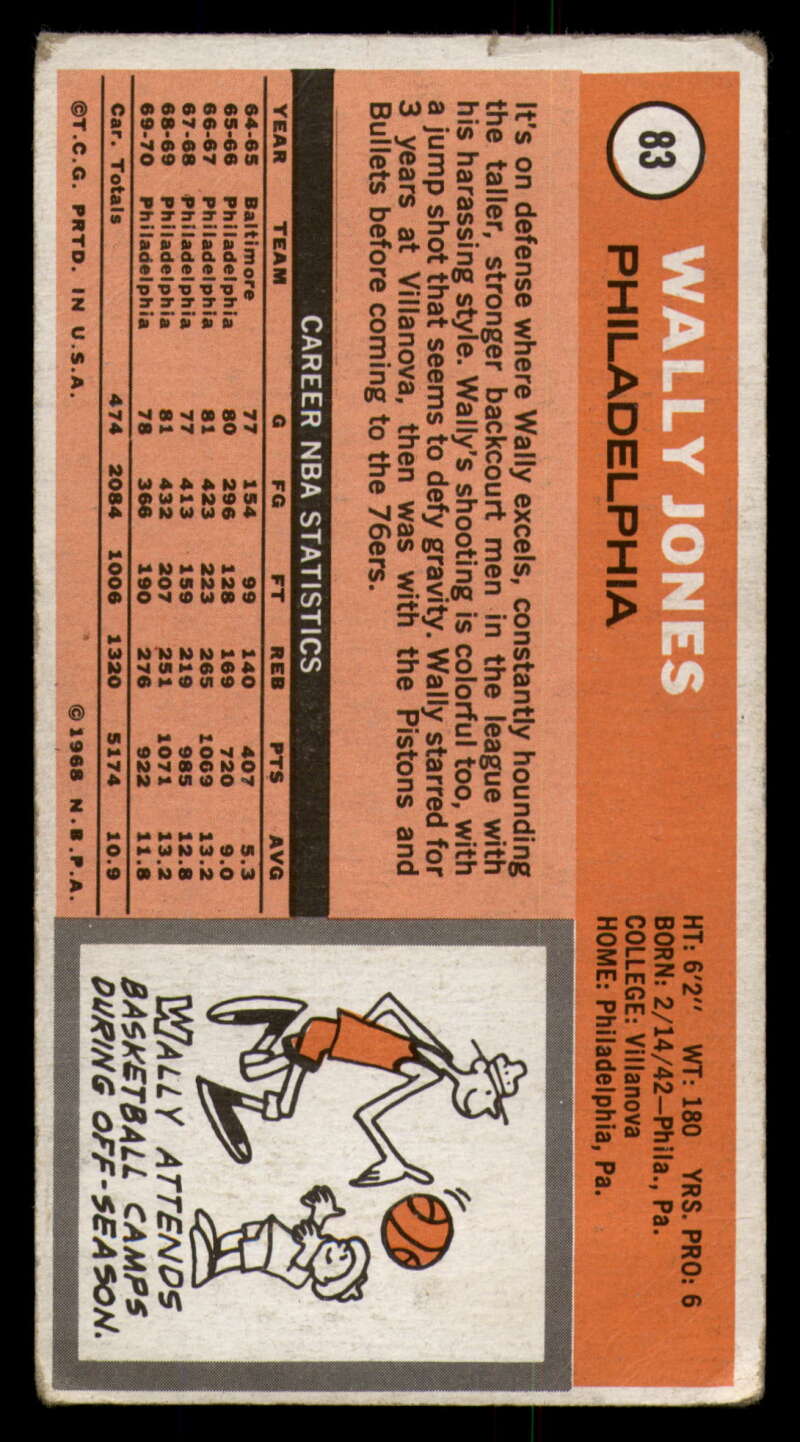 83
WALLY JONES
PHILADELPHIA
HT: 6'2" WT: 180 YRS. PRO: 6
BORN: 2/14/42—Phila., Pa.
COLLEGE: Villanova
HOME: Philadelphia, Pa.
It's on defense where Wally excels, constantly hounding
the taller, stronger backcourt men in the league with
his harassing style. Wally's shooting is colorful too, with
a jump shot that seems to defy gravity. Wally starred for
3 years at Villanova, then was with the Pistons and
Bullets before coming to the 76ers.
CAREER NBA STATISTICS
YEAR TEAM G FG FT REB PTS AVG
64-65 Baltimore 77 154 99 140 407 5.3
65-66 Philadelphia 80 296 128 169 720 9.0
66-67 Philadelphia 81 423 223 265 1069 13.2
67-68 Philadelphia 77 413 159 219 985 12.8
68-69 Philadelphia 81 432 207 251 1071 13.2
69-70 Philadelphia 78 366 190 276 922 11.8
Car. Totals 474 2084 1006 1320 5174 10.9
©T.C.G. PRTD. IN U.S.A. ©1968 N.B.P.A.
WALLY ATTENDS
BASKETBALL CAMPS
DURING OFF-SEASON.